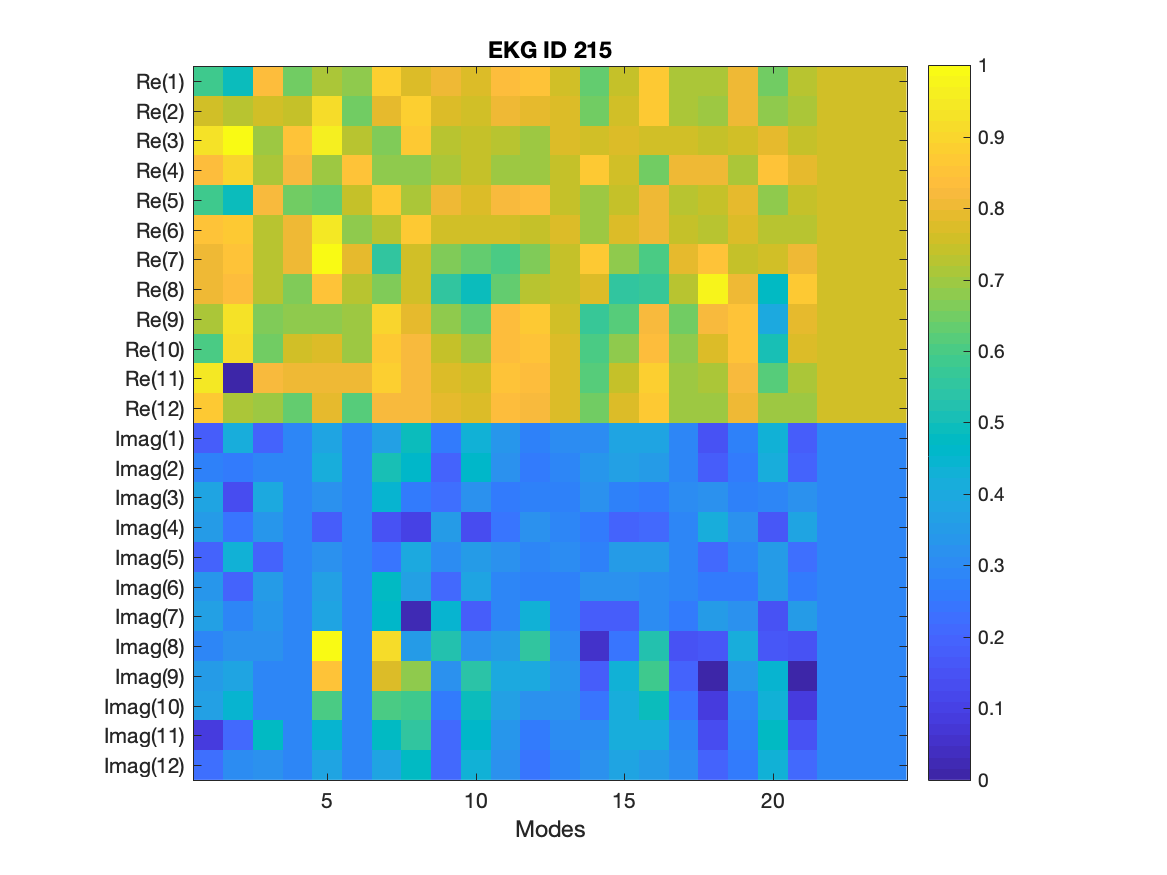 EKG ID 215
Re(1)
Re(2)
Re(3)
Re(4)
Re(5)
Re(6)
Re(7)
Re(8)
Re(9)
Re(10)
Re(11)
Re(12)
Imag(1)
Imag(2)
Imag(3)
Imag(4)
Imag(5)
Imag(6)
Imag(7)
Imag(8)
Imag(9)
Imag(10)
Imag(11)
Imag(12)
5 10 15 20
Modes
1
0.9
0.8
0.7
0.6
0.5
0.4
0.3
0.2
0.1
0